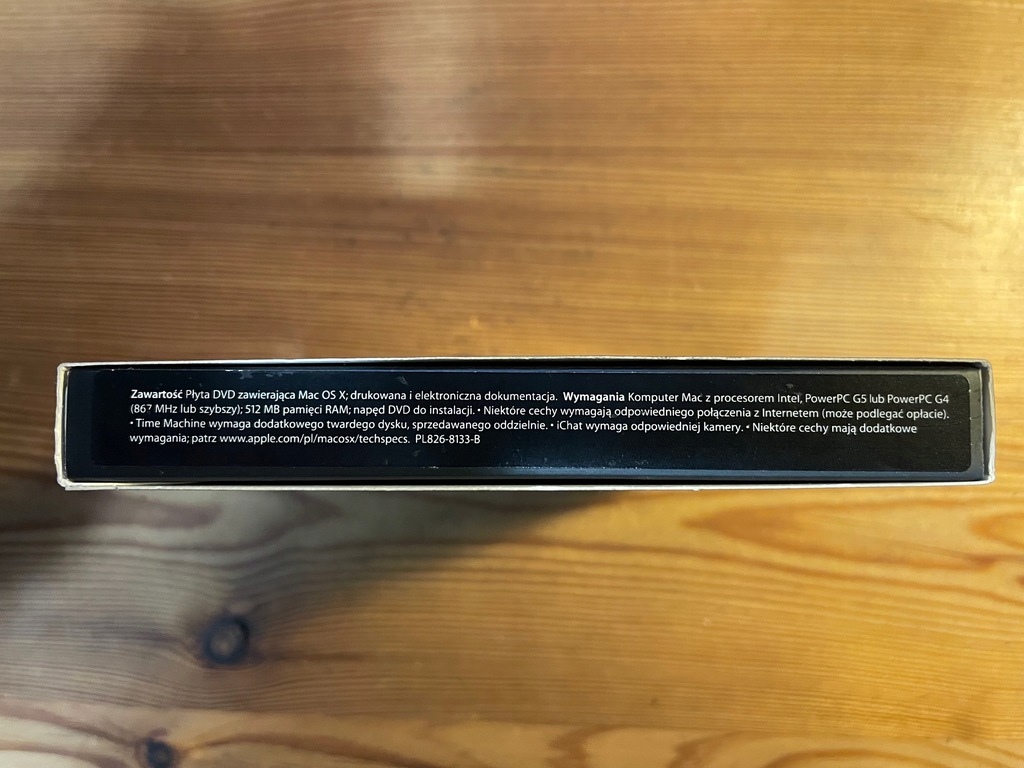 Zawartość Płyta DVD zawierająca Mac OS X; drukowana i elektroniczna dokumentacja. Wymagania Komputer Mac z procesorem Intel, PowerPC G5 lub PowerPC G4
(867 MHz lub szybszy); 512 MB pamięci RAM; napęd DVD do instalacji. • Niektóre cechy wymagają odpowiedniego połączenia z Internetem (może podlegać opłacie).
• Time Machine wymaga dodatkowego twardego dysku, sprzedawanego oddzielnie. • iChat wymaga odpowiedniej kamery. • Niektóre cechy mają dodatkowe
wymagania; patrz www.apple.com/pl/macosx/techspecs. PL826-8133-B